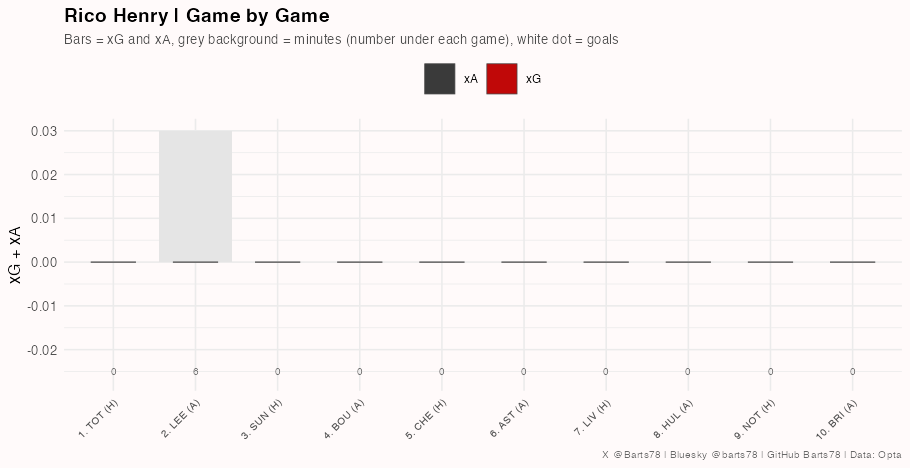 Rico Henry | Game by Game
Bars = xG and xA, grey background = minutes (number under each game), white dot = goals
xA xG
xG + xA
0.03
0.02
0.01
0.00
-0.01
-0.02
0 6 0 0 0 0 0 0 0 0
1. TOT (H) 2. LEE (A) 3. SUN (H) 4. BOU (A) 5. CHE (H) 6. AST (A) 7. LIV (H) 8. HUL (A) 9. NOT (H) 10. BRI (A)
X @Barts78 | Bluesky @barts78 | GitHub Barts78 | Data: Opta